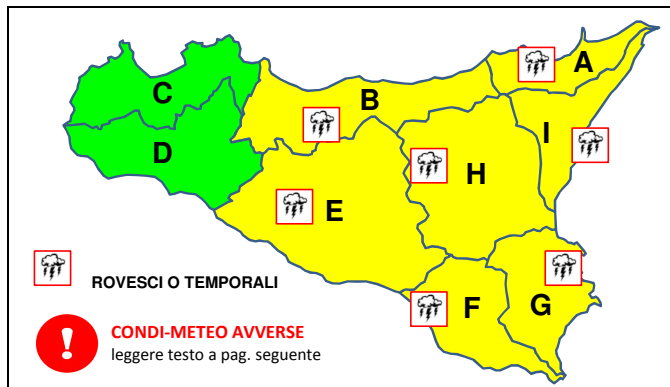 A
B
C
I
D
H
E
ROVESCI O TEMPORALI
F
G
CONDI-METEO AVVERSE
leggere testo a pag. seguente